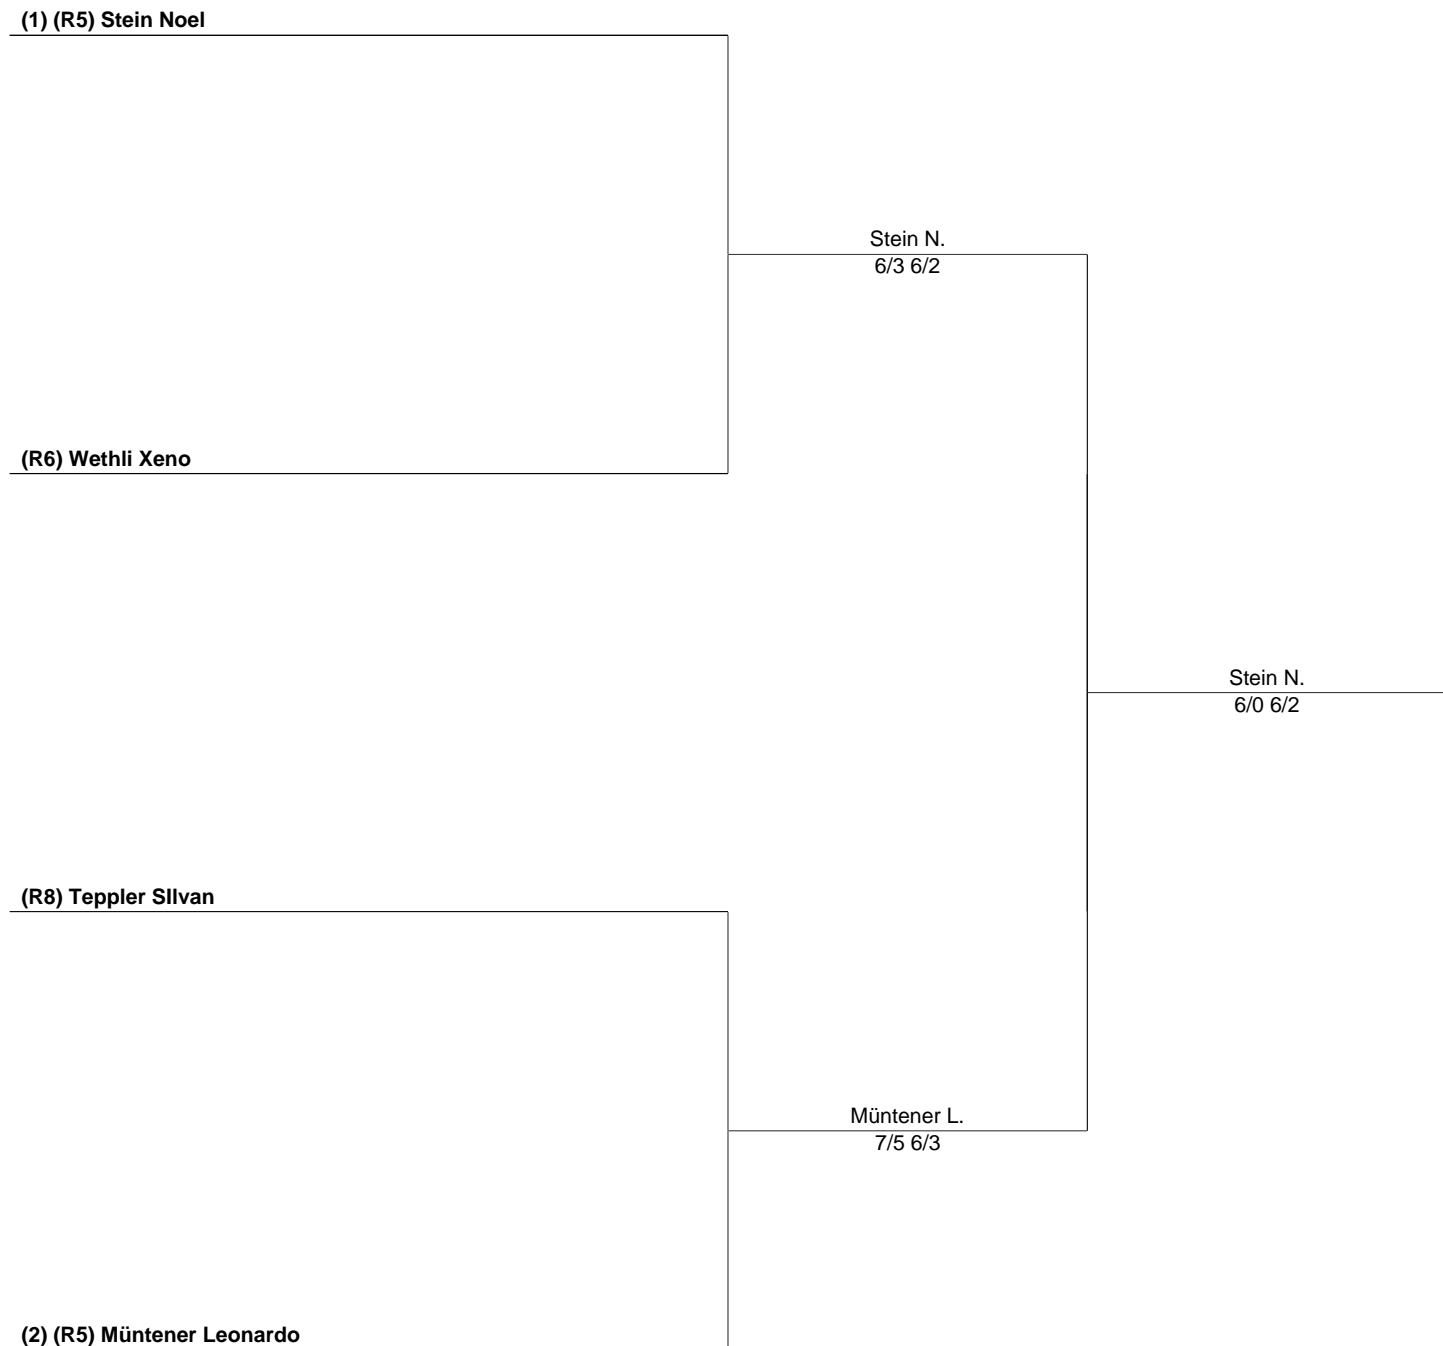 (1) (R5) Stein Noel
Stein N.
6/3 6/2
(R6) Wethli Xeno
Stein N.
6/0 6/2
(R8) Teppler SIlvan
Müntener L.
7/5 6/3
(2) (R5) Müntener Leonardo